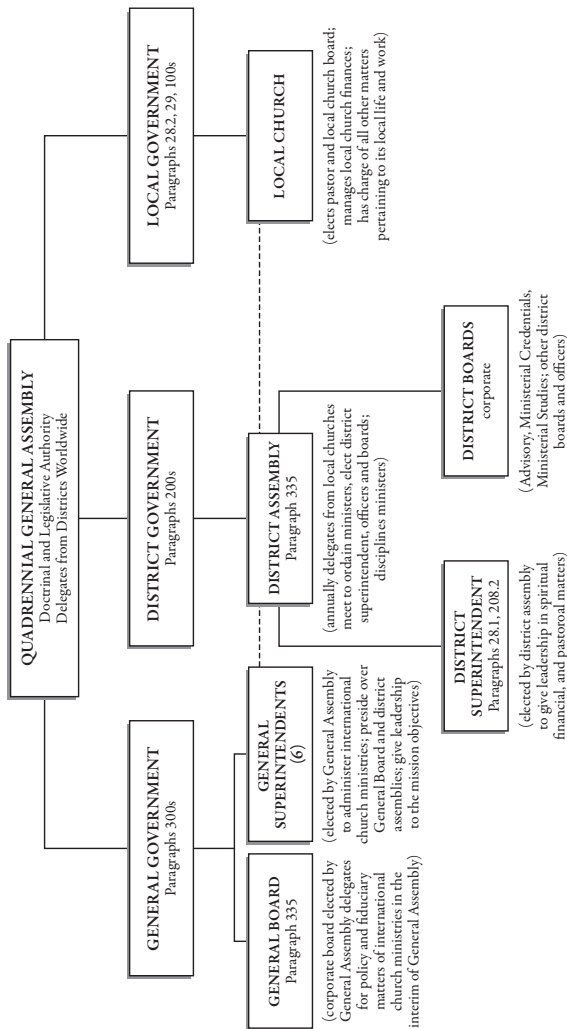 QUADRENNIAL GENERAL ASSEMBLY
Doctrinal and Legislative Authority
Delegates from Districts Worldwide
GENERAL GOVERNMENT
Paragraphs 300s
DISTRICT GOVERNMENT
Paragraphs 200s
LOCAL GOVERNMENT
Paragraphs 28.2, 29, 100s
GENERAL BOARD
Paragraph 335
(corporate board elected by
General Assembly delegates
for policy and fiduciary
matters of international
church ministries in the
interim of General Assembly)
GENERAL
SUPERINTENDENTS
(6)
(elected by General Assembly
to administer international
church ministries; preside over
General Board and district
assemblies; give leadership
to the mission objectives)
DISTRICT ASSEMBLY
Paragraph 335
(annually delegates from local churches
meet to ordain ministers, elect district
superintendent, officers and boards;
disciplines ministers)
LOCAL CHURCH
(elects pastor and local church board;
manages local church finances;
has charge of all other matters
pertaining to its local life and work)
DISTRICT
SUPERINTENDENT
Paragraphs 28.1, 208.2
(elected by district assembly
to give leadership in spiritual
financial, and pastoroal matters)
DISTRICT BOARDS
corporate
(Advisory, Ministerial Credentials,
Ministerial Studies; other district
boards and officers)